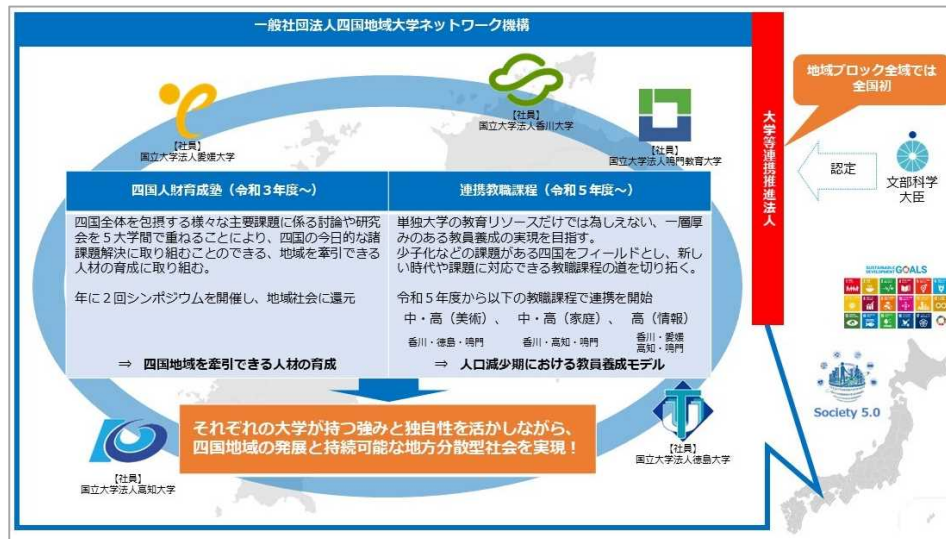 一般社団法人四国地域大学ネットワーク機構
大学等連携推進法人
地域ブロック全域では
全国初
認定
文部科学
大臣
【社員】
国立大学法人愛媛大学
【社員】
国立大学法人香川大学
【社員】
国立大学法人鳴門教育大学
四国人財育成塾（令和３年度～）
四国全体を包摂する様々な主要課題に係る討論や研究
会を５大学間で重ねることにより、四国の今日的な諸
課題解決に取り組むことのできる、地域を牽引できる
人材の育成に取り組む。
年に２回シンポジウムを開催し、地域社会に還元
⇒ 四国地域を牽引できる人材の育成
連携教職課程（令和５年度～）
単独大学の教育リソースだけでは為しえない、一層厚
みのある教員養成の実現を目指す。
少子化などの課題がある四国をフィールドとし、新し
い時代や課題に対応できる教職課程の道を切り拓く。
令和５年度から以下の教職課程で連携を開始
中・高（美術）、 中・高（家庭）、 高（情報）
香川・徳島・鳴門 香川・高知・鳴門 香川・愛媛
高知・鳴門
⇒ 人口減少期における教員養成モデル
それぞれの大学が持つ強みと独自性を活かしながら、
四国地域の発展と持続可能な地方分散型社会を実現！
【社員】
国立大学法人高知大学
【社員】
国立大学法人徳島大学
SUSTAINABLE
DEVELOPMENT GOALS
Society 5.0